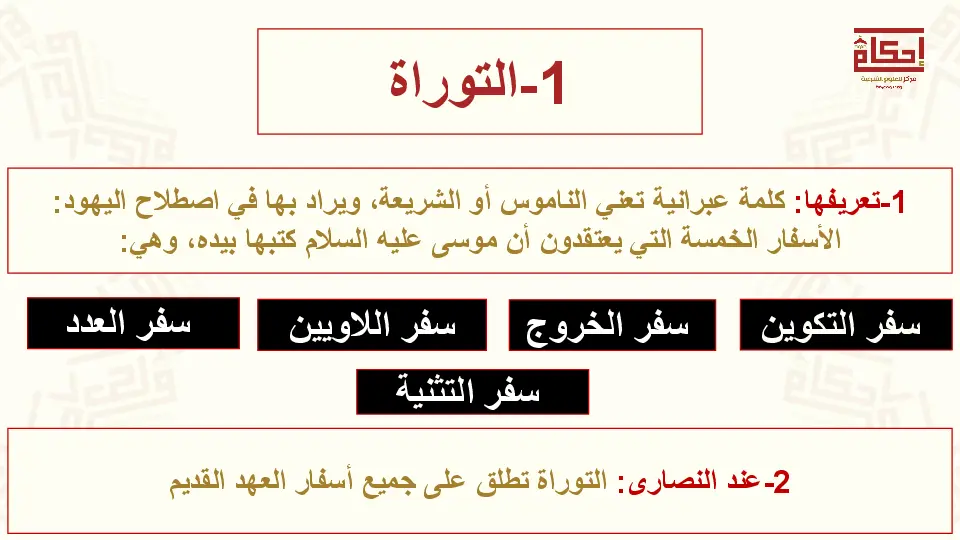 إحكام
مركز للعلوم الشرعية
1-التوراة
1-تعريفها: كلمة عبرانية تعني الناموس أو الشريعة، ويراد بها في اصطلاح اليهود:
الأسفار الخمسة التي يعتقدون أن موسى عليه السلام كتبها بيده، وهي:
سفر التكوين
سفر الخروج
سفر اللاويين
سفر العدد
سفر التثنية
2-عند النصارى: التوراة تطلق على جميع أسفار العهد القديم